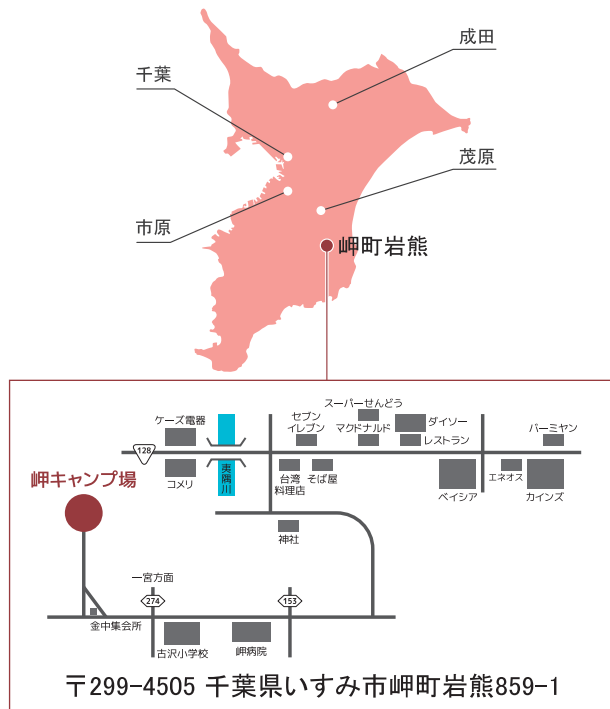 成田
千葉
茂原
市原
岬町岩熊
スーパーせんどう
ケーズ電器
セブン
イレブン
マクドナルド
ダイソー
レストラン
バーミヤン
128
岬キャンプ場
コメリ
夷隅川
台湾
料理店
そば屋
ベイシア
エネオス
カインズ
神社
一宮方面
274
153
金中集会所
古沢小学校
岬病院
〒299-4505 千葉県いすみ市岬町岩熊859-1